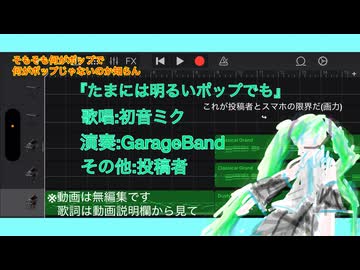 そもそも何がポップで
何がポップじゃないのか知らん
FX
『たまには明るいポップでも』
これが投稿者とスマホの限界だ(画力)
歌唱:初音ミク
演奏:GarageBand
その他:投稿者
Classical Grand
Classical Grand
※動画は無編集です
歌詞は動画説明欄から見て